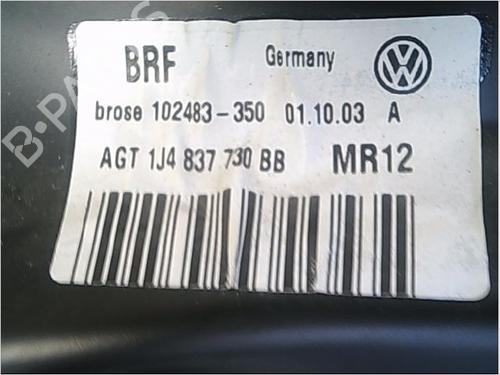 BRF Germany
brose 102483-350 01.10.03 A
AGT 1J4 837 730 BB MR12